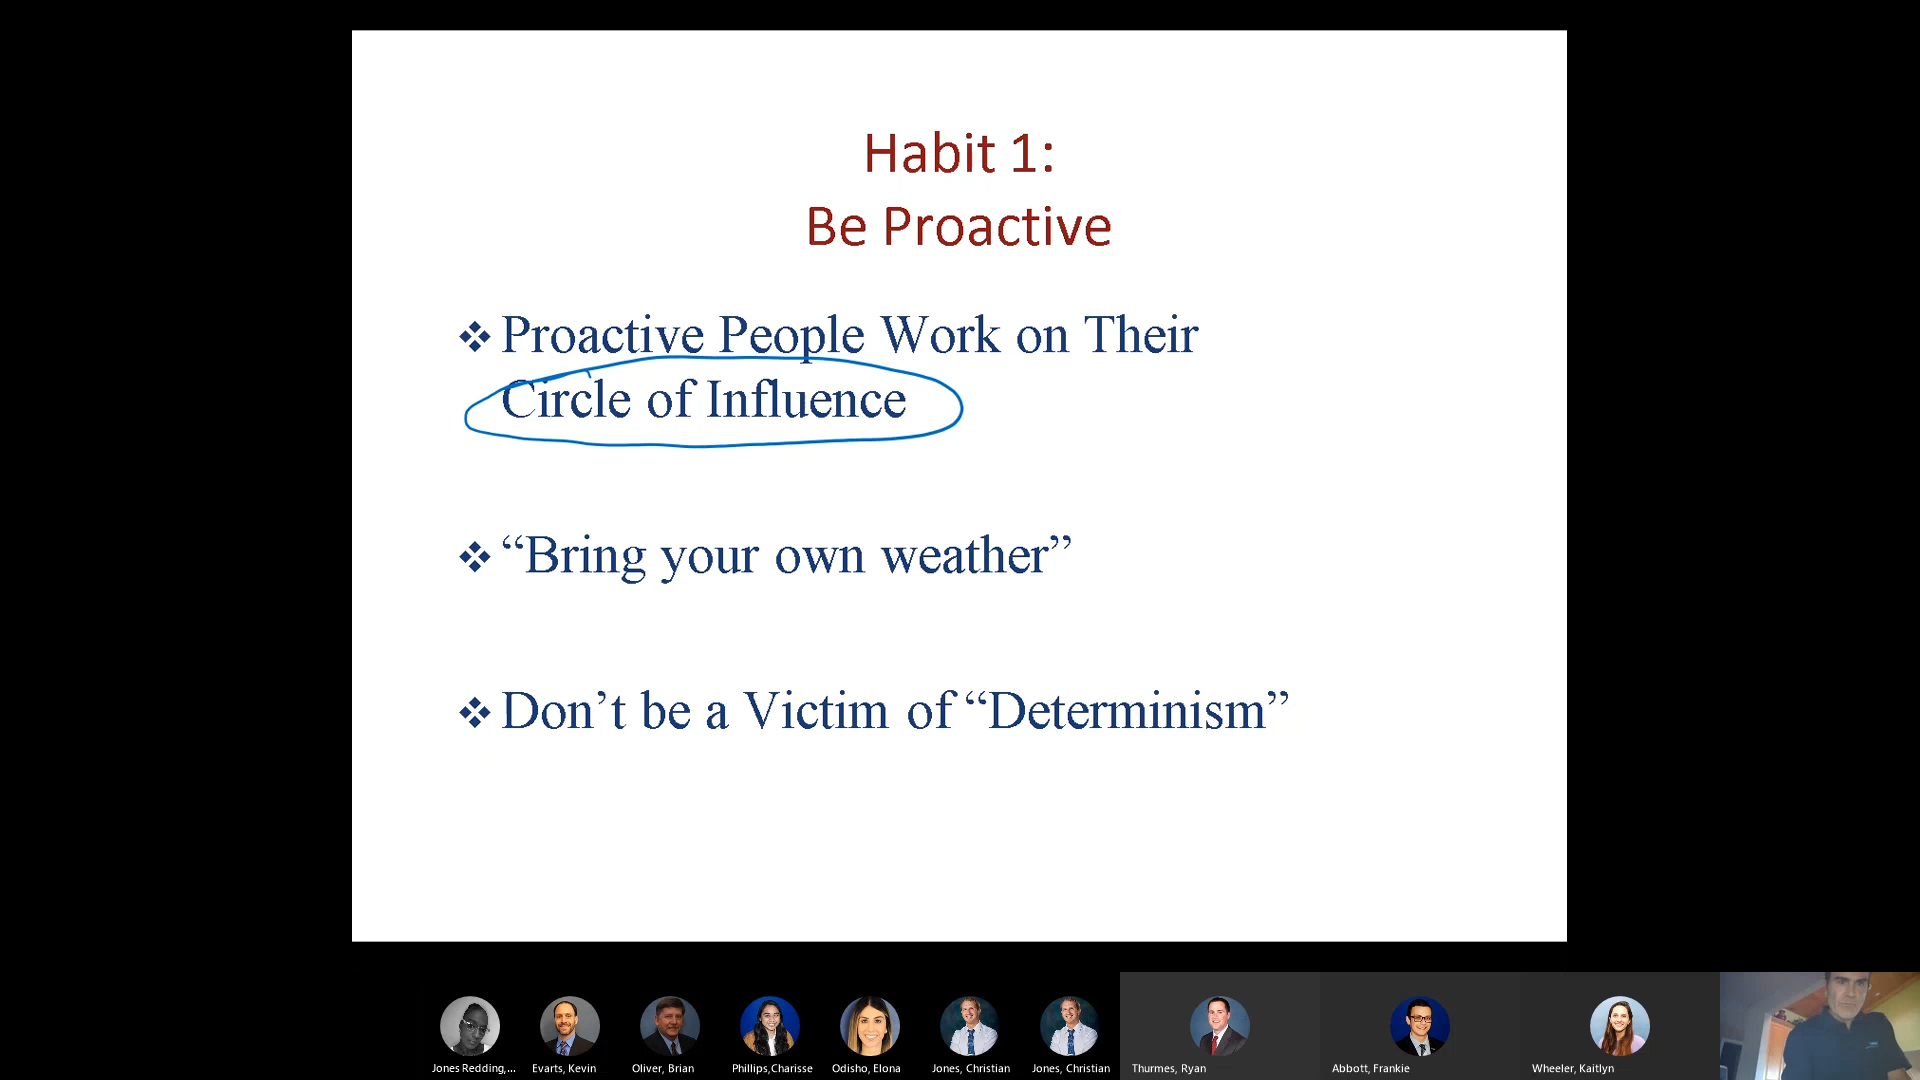 Habit 1:
Be Proactive
❖ Proactive People Work on Their
Circle of Influence
❖ “Bring your own weather”
❖ Don’t be a Victim of “Determinism”
Jones Redding,...
Evarts, Kevin
Oliver, Brian
Phillips,Charisse
Odisho, Elona
Jones, Christian
Jones, Christian
Thurmes, Ryan
Abbott, Frankie
Wheeler, Kaitlyn